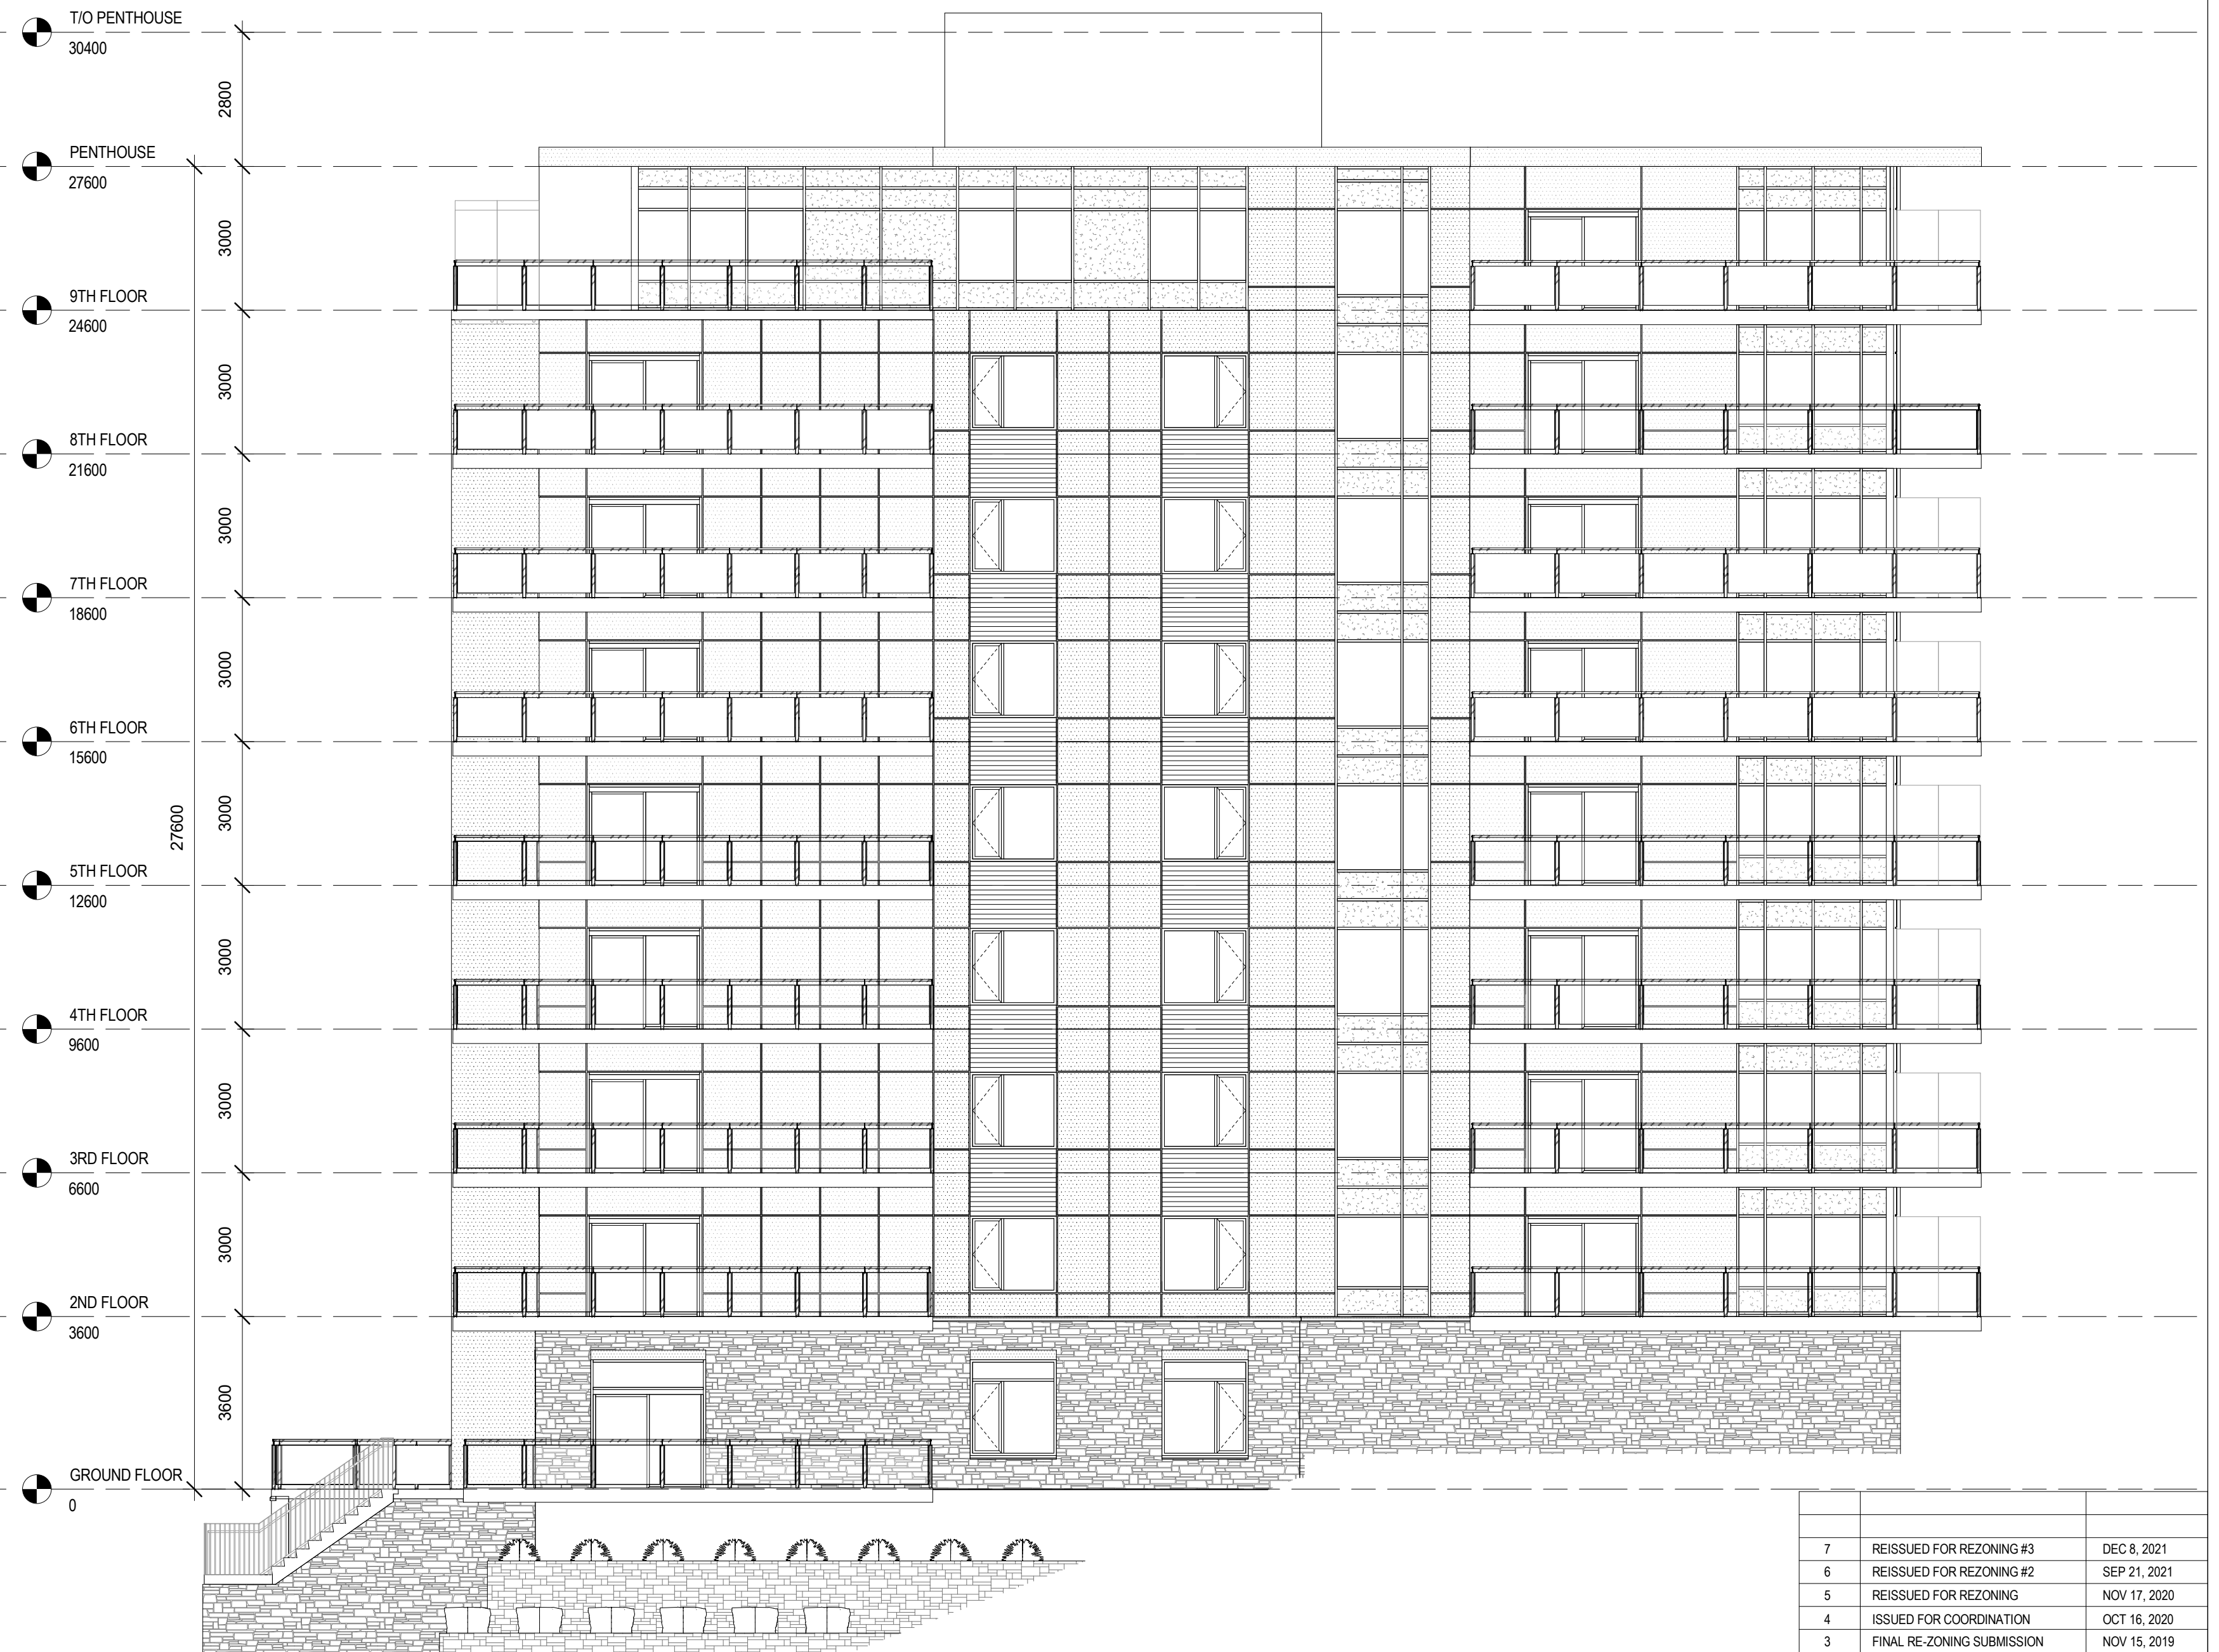 T/O PENTHOUSE
30400
2800
PENTHOUSE
27600
3000
9TH FLOOR
24600
3000
8TH FLOOR
21600
3000
7TH FLOOR
18600
3000
6TH FLOOR
15600
27600
3000
5TH FLOOR
12600
3000
4TH FLOOR
9600
3000
3RD FLOOR
6600
3000
2ND FLOOR
3600
3600
GROUND FLOOR
0
7 REISSUED FOR REZONING #3 DEC 8, 2021
6 REISSUED FOR REZONING #2 SEP 21, 2021
5 REISSUED FOR REZONING NOV 17, 2020
4 ISSUED FOR COORDINATION OCT 16, 2020
3 FINAL RE-ZONING SUBMISSION NOV 15, 2019